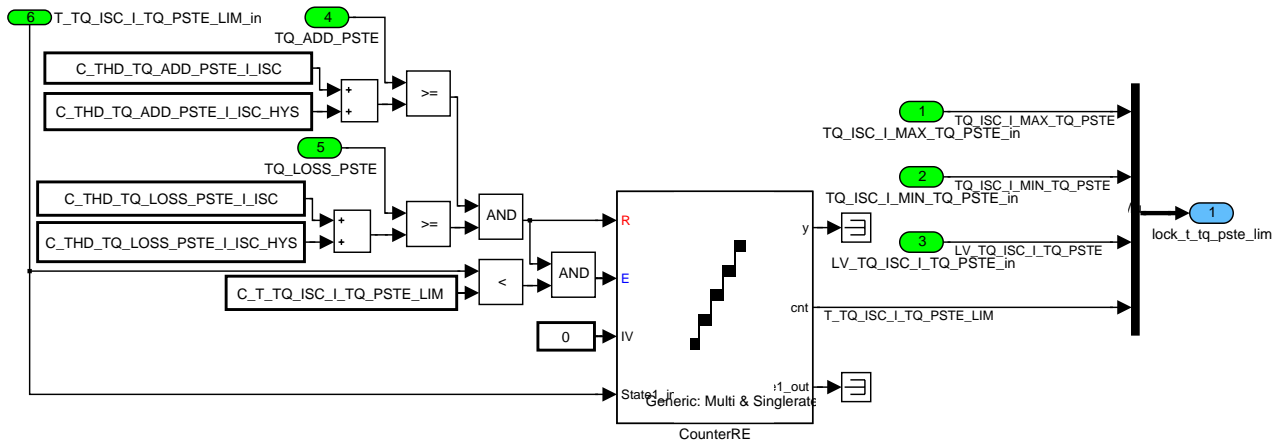 6
T_TQ_ISC_I_TQ_PSTE_LIM_in
4
TQ_ADD_PSTE
C_THD_TQ_ADD_PSTE_I_ISC
C_THD_TQ_ADD_PSTE_I_ISC_HYS
+
+
>=
5
TQ_LOSS_PSTE
C_THD_TQ_LOSS_PSTE_I_ISC
C_THD_TQ_LOSS_PSTE_I_ISC_HYS
+
+
>=
AND
C_T_TQ_ISC_I_TQ_PSTE_LIM
<
AND
0
R
E
IV
State1_ir
y
cnt
e1_out
Generic: Multi & Singlerate
CounterRE
1
TQ_ISC_I_MAX_TQ_PSTE
TQ_ISC_I_MAX_TQ_PSTE_in
2
TQ_ISC_I_MIN_TQ_PSTE
TQ_ISC_I_MIN_TQ_PSTE_in
3
LV_TQ_ISC_I_TQ_PSTE
LV_TQ_ISC_I_TQ_PSTE_in
T_TQ_ISC_I_TQ_PSTE_LIM
1
lock_t_tq_pste_lim